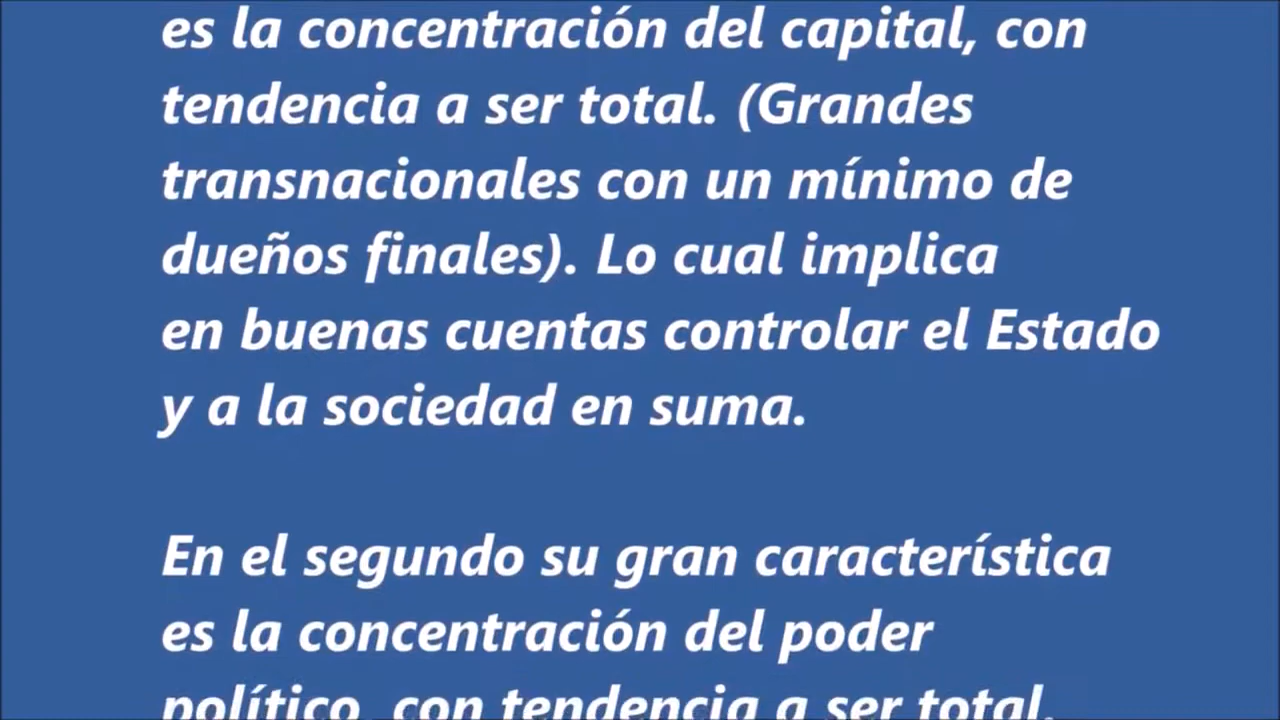 es la concentración del capital, con
tendencia a ser total. (Grandes
transnacionales con un mínimo de
dueños finales). Lo cual implica
en buenas cuentas controlar el Estado
y a la sociedad en suma.
En el segundo su gran característica
es la concentración del poder
político, con tendencia a ser total.